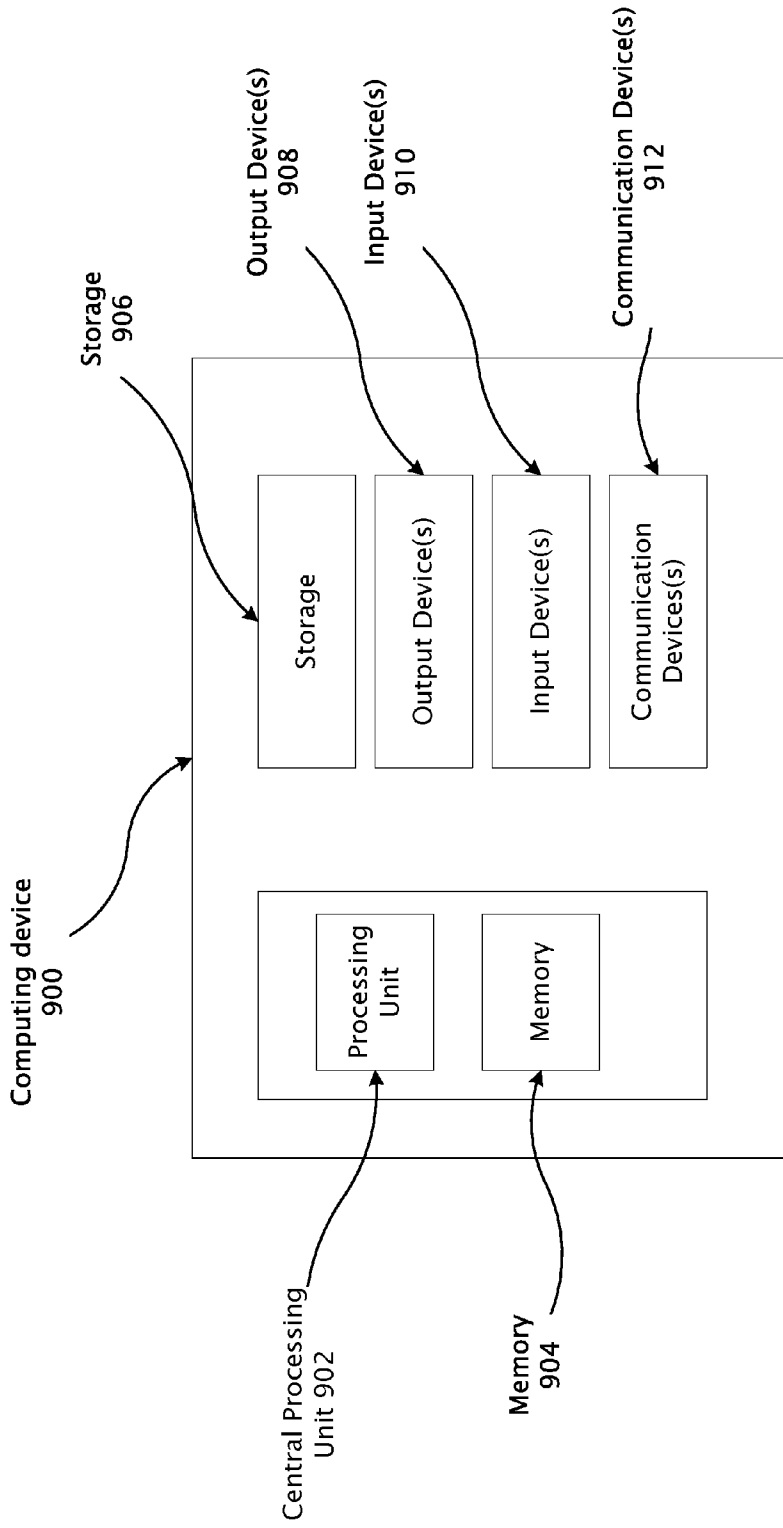 Computing device
900
Storage
906
Output Device(s)
908
Input Device(s)
910
Communication Device(s)
912
Central Processing
Unit 902
Memory
904
Processing
Unit
Memory
Storage
Output Device(s)
Input Device(s)
Communication
Devices(s)